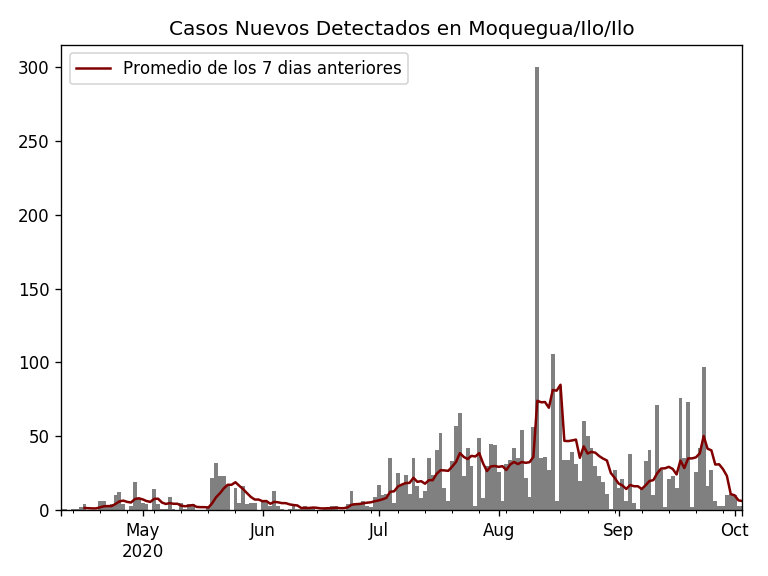 Casos Nuevos Detectados en Moquegua/Ilo/Ilo
Promedio de los 7 dias anteriores
300
250
200
150
100
50
0
May Jun Jul Aug Sep Oct
2020